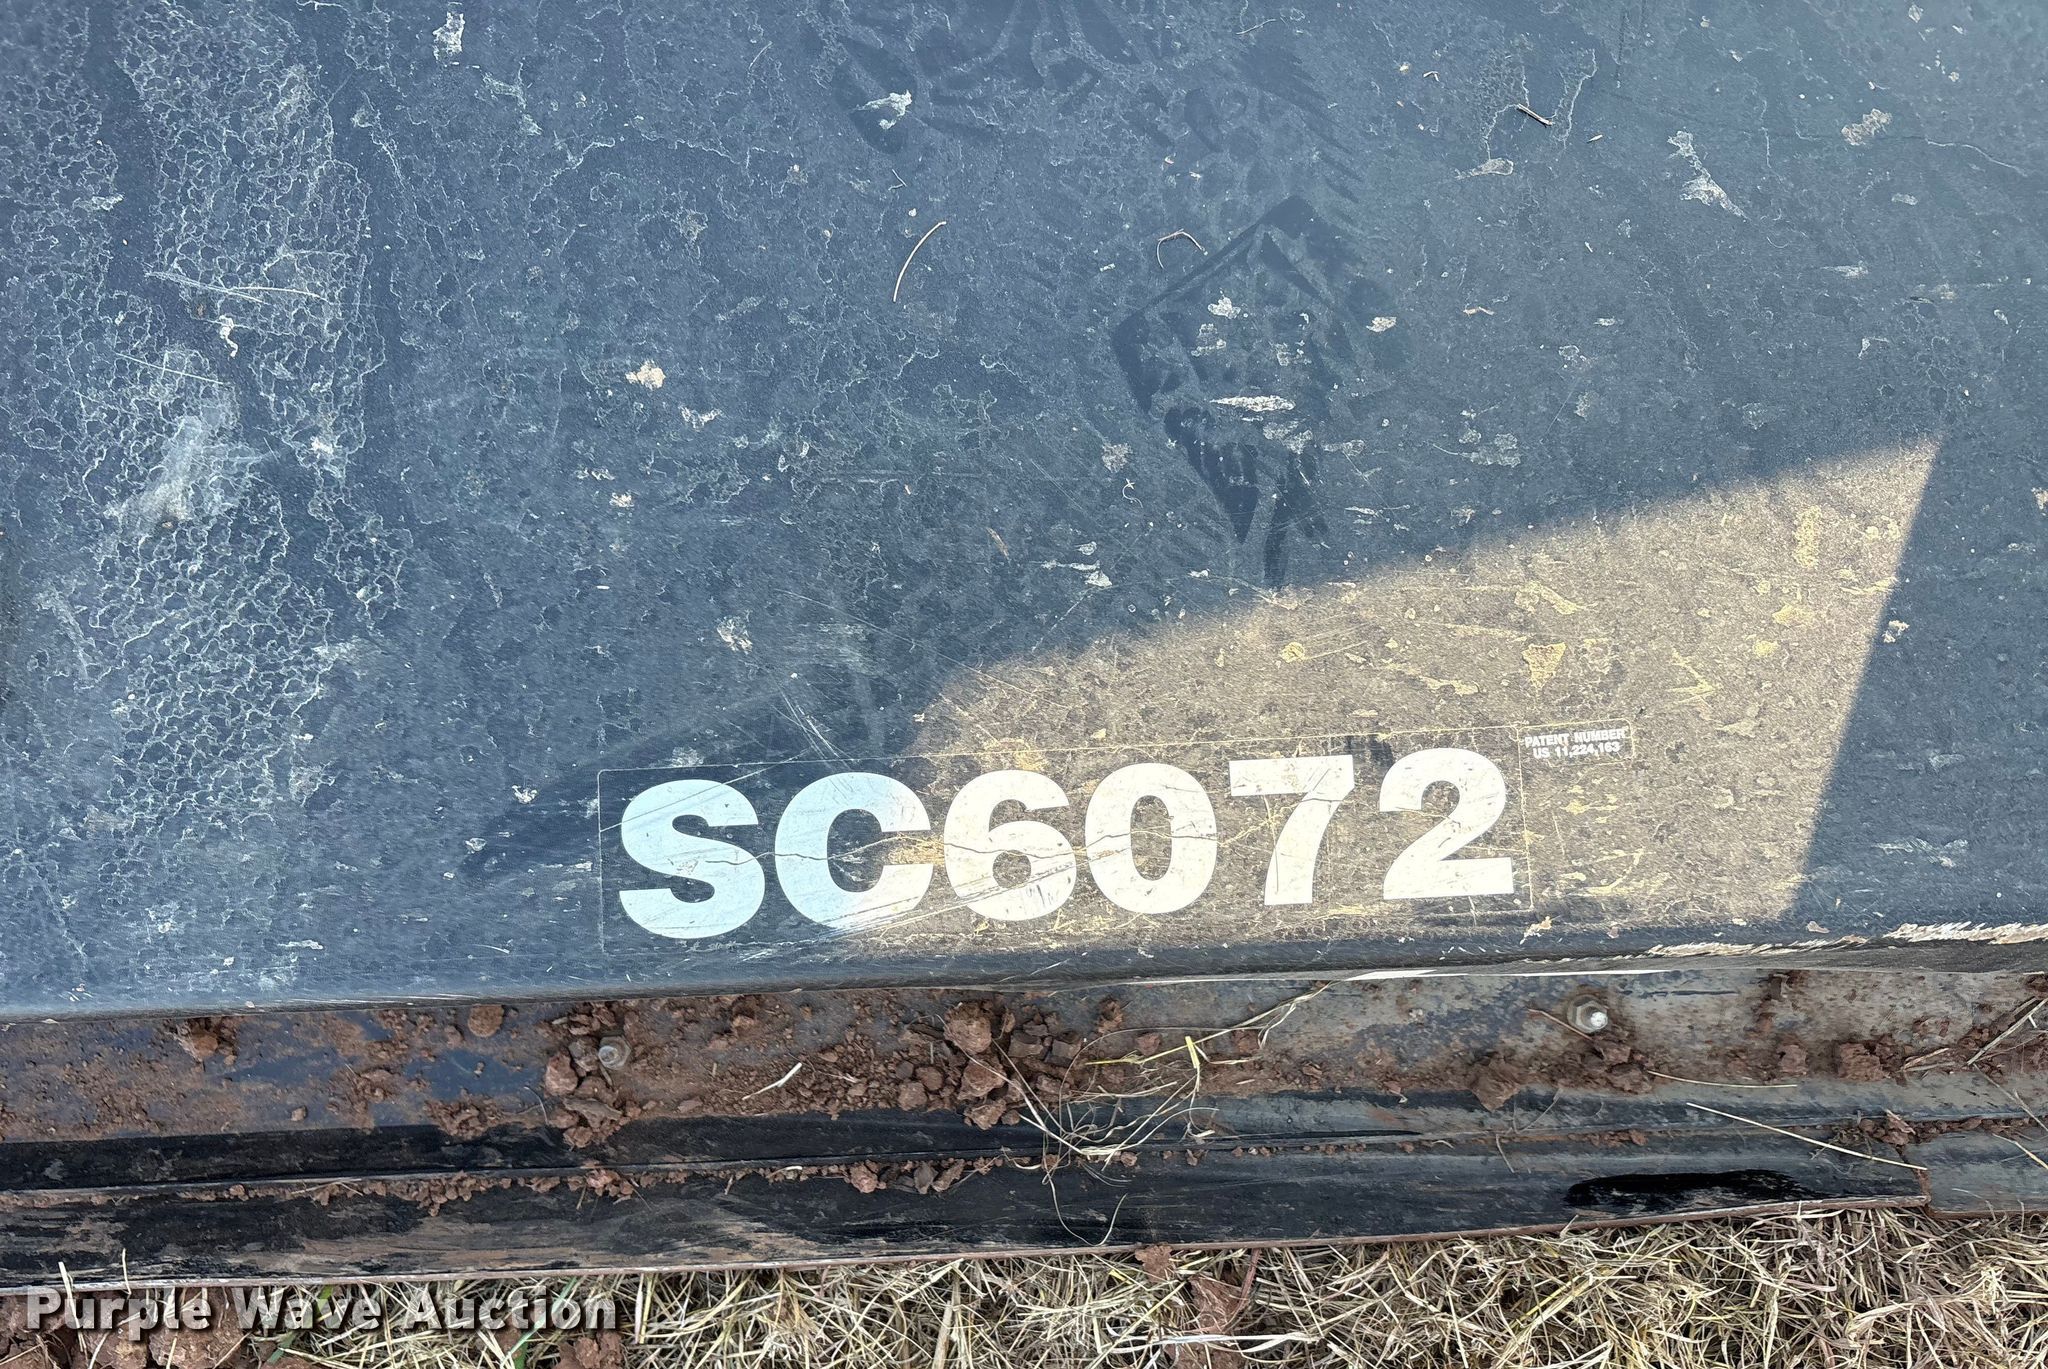 SC6072
PATENT NUMBER
US 11,224,163
Purple Wave Auction